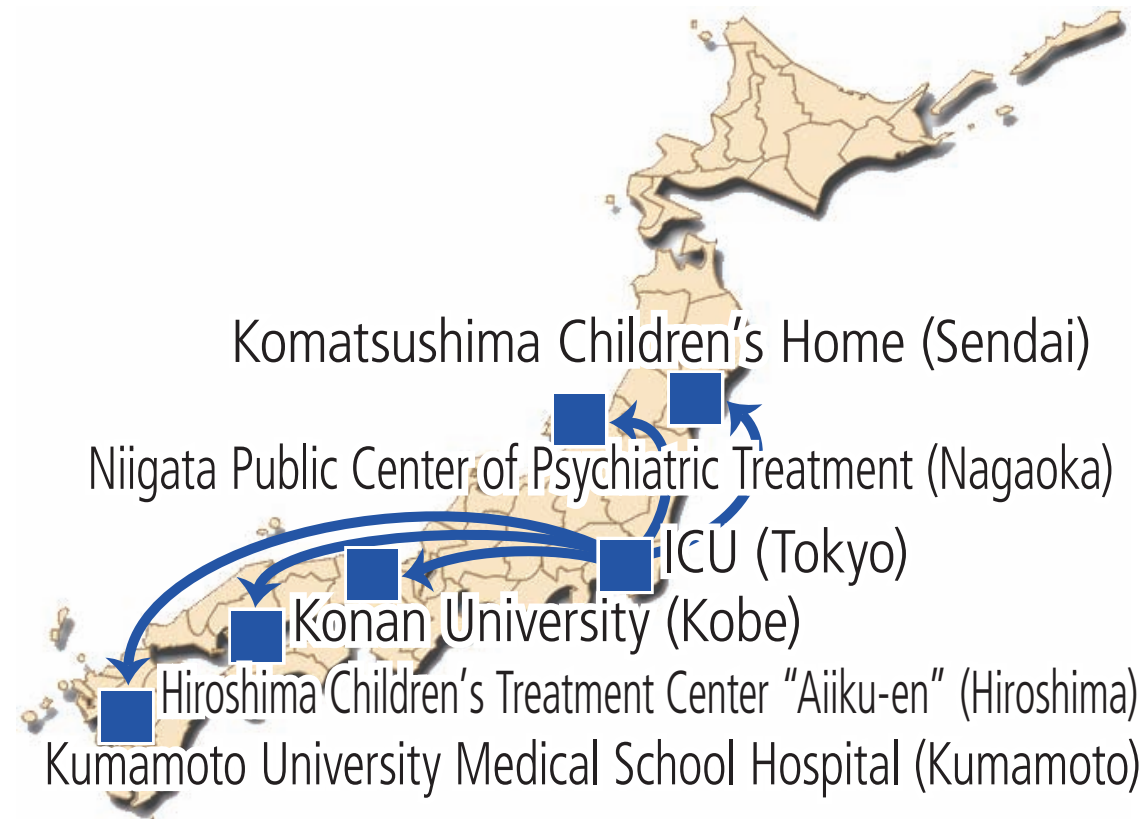 Komatsushima Children’s Home (Sendai)
Niigata Public Center of Psychiatric Treatment (Nagaoka)
ICU (Tokyo)
Konan University (Kobe)
Hiroshima Children’s Treatment Center “Aiiku-en” (Hiroshima)
Kumamoto University Medical School Hospital (Kumamoto)